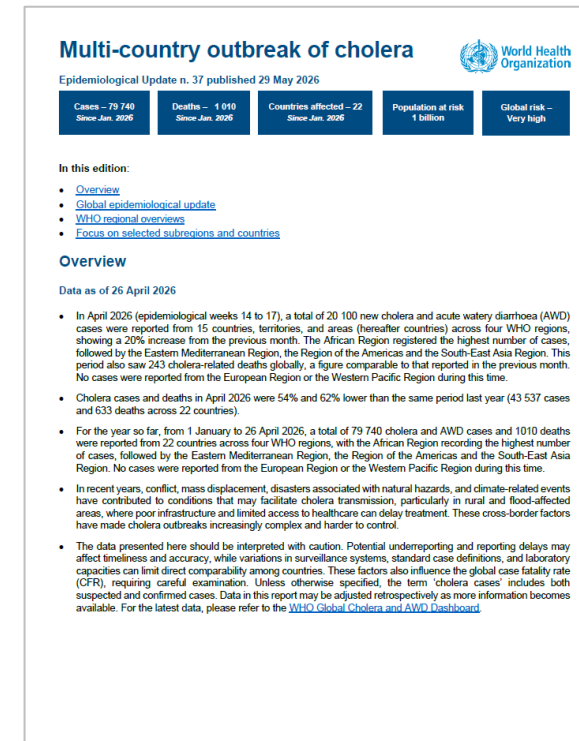 Multi-country outbreak of cholera
World Health
Organization
Epidemiological Update n. 37 published 29 May 2026
Cases – 79 740
Since Jan. 2026
Deaths – 1 010
Since Jan. 2026
Countries affected – 22
Since Jan. 2026
Population at risk
1 billion
Global risk –
Very high
In this edition:
• Overview
• Global epidemiological update
• WHO regional overviews
• Focus on selected subregions and countries
Overview
Data as of 26 April 2026
• In April 2026 (epidemiological weeks 14 to 17), a total of 20 100 new cholera and acute watery diarrhoea (AWD)
cases were reported from 15 countries, territories, and areas (hereafter countries) across four WHO regions,
showing a 20% increase from the previous month. The African Region registered the highest number of cases,
followed by the Eastern Mediterranean Region, the Region of the Americas and the South-East Asia Region. This
period also saw 243 cholera-related deaths globally, a figure comparable to that reported in the previous month.
No cases were reported from the European Region or the Western Pacific Region during this time.
• Cholera cases and deaths in April 2026 were 54% and 62% lower than the same period last year (43 537 cases
and 633 deaths across 22 countries).
• For the year so far, from 1 January to 26 April 2026, a total of 79 740 cholera and AWD cases and 1010 deaths
were reported from 22 countries across four WHO regions, with the African Region recording the highest number
of cases, followed by the Eastern Mediterranean Region, the Region of the Americas and the South-East Asia
Region. No cases were reported from the European Region or the Western Pacific Region during this time.
• In recent years, conflict, mass displacement, disasters associated with natural hazards, and climate-related events
have contributed to conditions that may facilitate cholera transmission, particularly in rural and flood-affected
areas, where poor infrastructure and limited access to healthcare can delay treatment. These cross-border factors
have made cholera outbreaks increasingly complex and harder to control.
• The data presented here should be interpreted with caution. Potential underreporting and reporting delays may
affect timeliness and accuracy, while variations in surveillance systems, standard case definitions, and laboratory
capacities can limit direct comparability among countries. These factors also influence the global case fatality rate
(CFR), requiring careful examination. Unless otherwise specified, the term ‘cholera cases’ includes both
suspected and confirmed cases. Data in this report may be adjusted retrospectively as more information becomes
available. For the latest data, please refer to the WHO Global Cholera and AWD Dashboard.